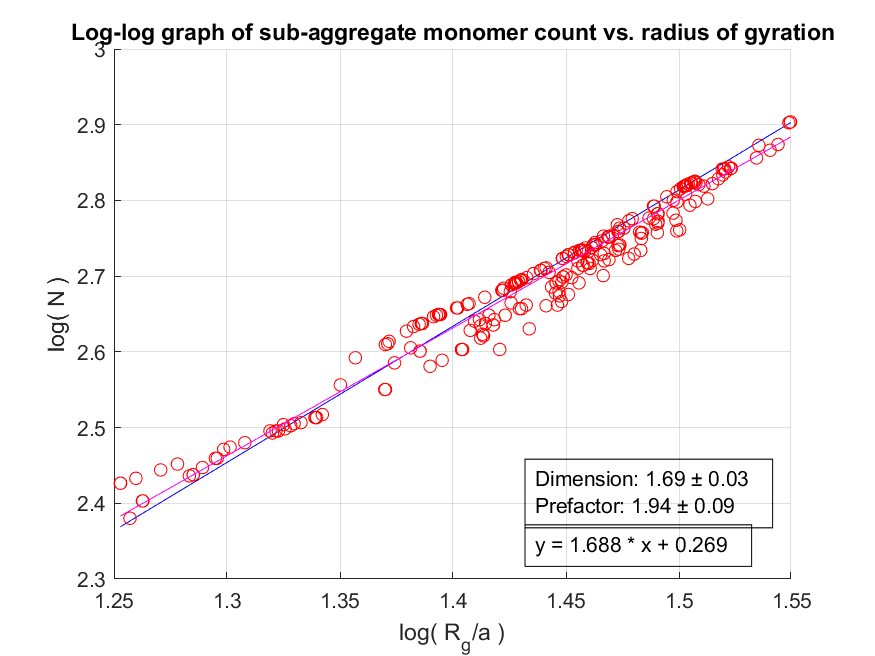 Log-log graph of sub-aggregate monomer count vs. radius of gyration
3
2.9
2.8
2.7
2.6
2.5
2.4
2.3
log( N )
Dimension: 1.69 ± 0.03
Prefactor: 1.94 ± 0.09
y = 1.688 * x + 0.269
1.25 1.3 1.35 1.4 1.45 1.5 1.55
log( R_g/a )